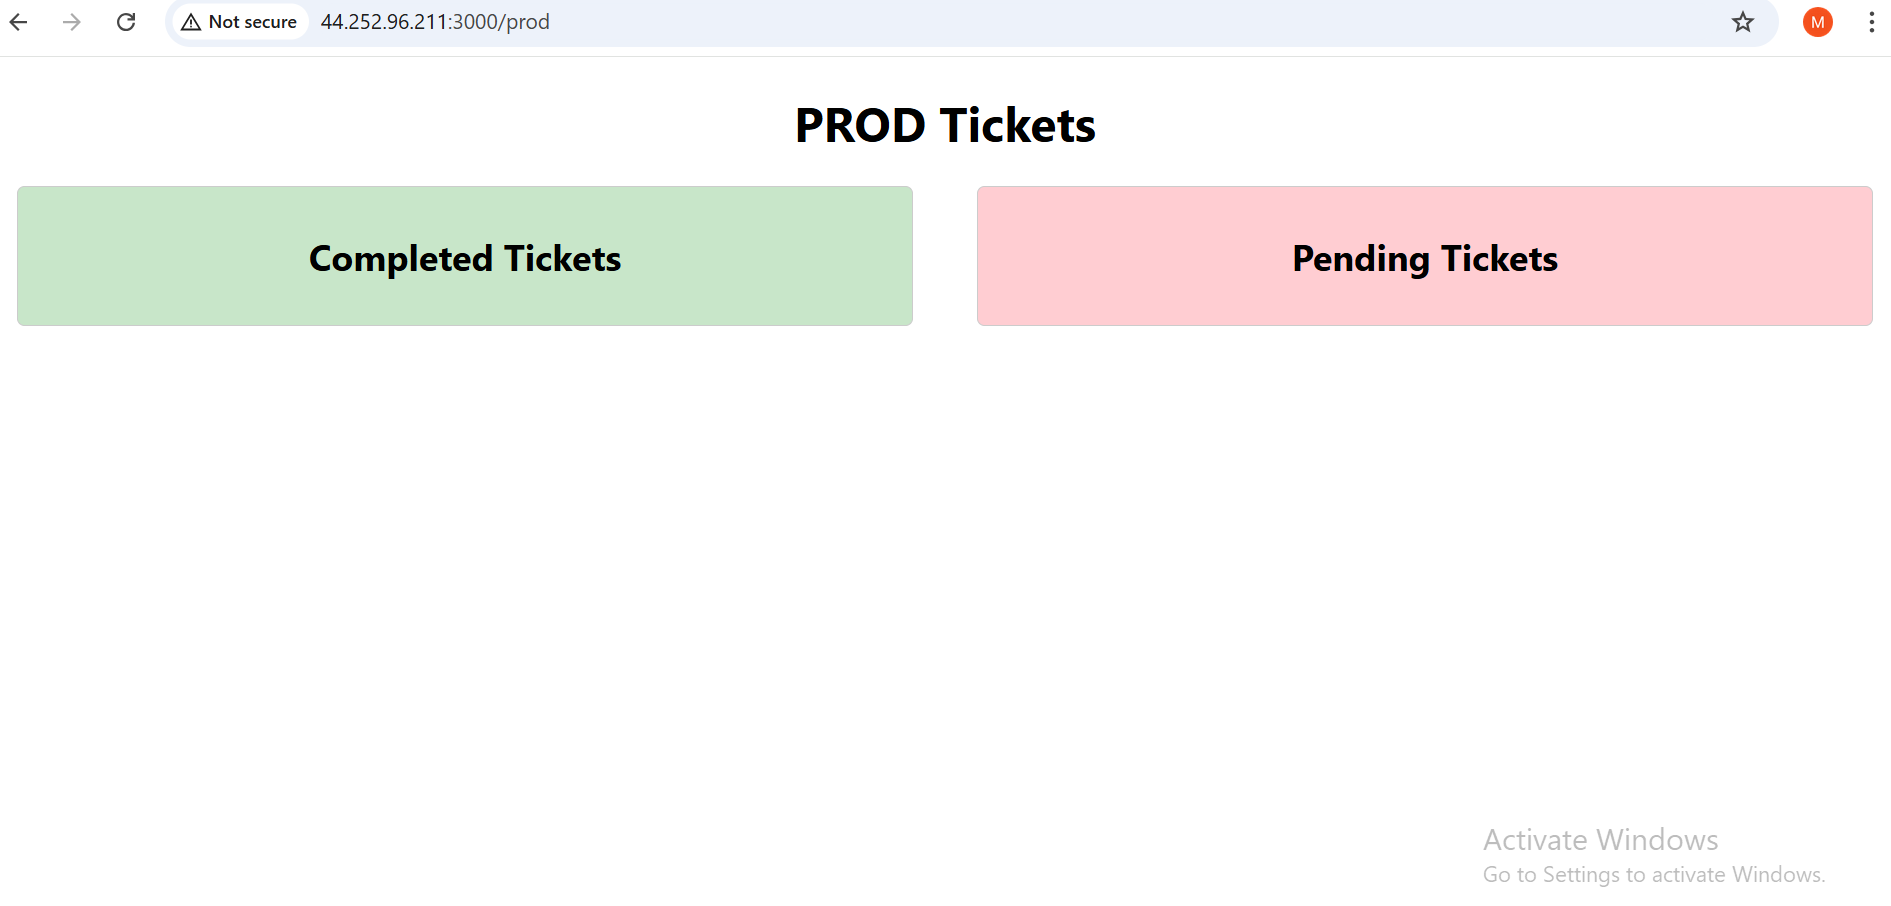 Not secure 44.252.96.211:3000/prod
M
PROD Tickets
Completed Tickets
Pending Tickets
Activate Windows
Go to Settings to activate Windows.